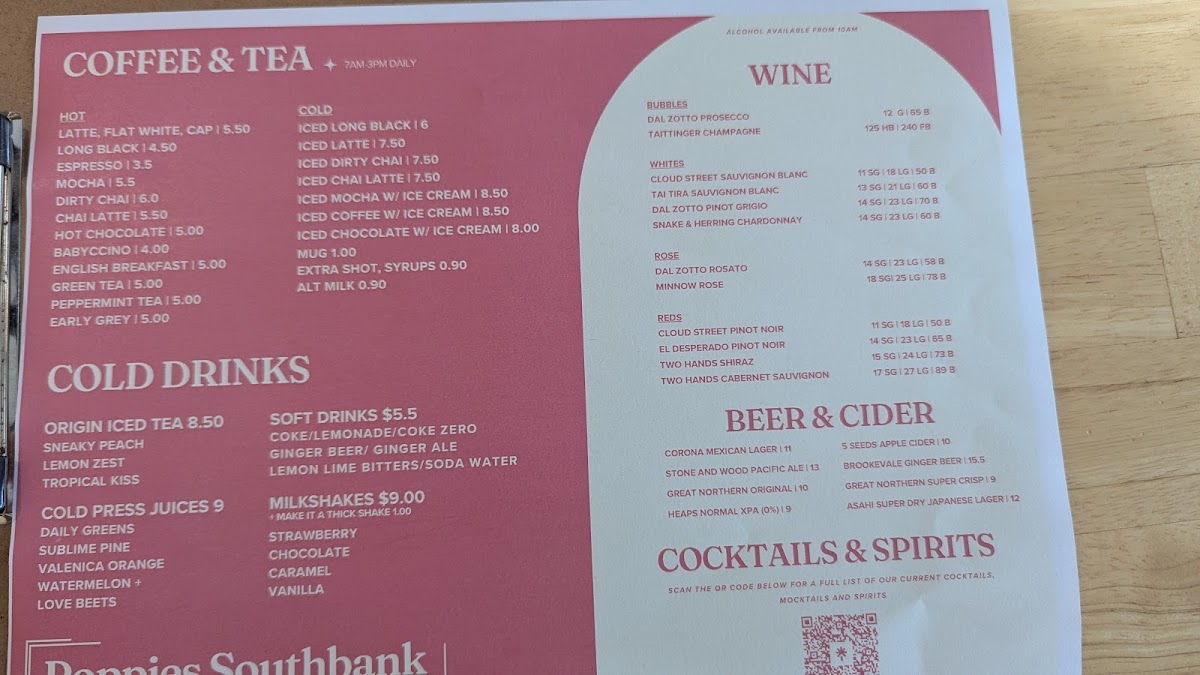 COFFEE & TEA 7AM-3PM DAILY
HOT
LATTE, FLAT WHITE, CAP | 5.50
LONG BLACK | 4.50
ESPRESSO | 3.5
MOCHA | 5.5
DIRTY CHAI | 6.0
CHAI LATTE | 5.50
HOT CHOCOLATE | 5.00
BABYCCINO | 4.00
ENGLISH BREAKFAST | 5.00
GREEN TEA | 5.00
PEPPERMINT TEA | 5.00
EARLY GREY | 5.00
COLD
ICED LONG BLACK | 6
ICED LATTE | 7.50
ICED DIRTY CHAI | 7.50
ICED CHAI LATTE | 7.50
ICED MOCHA W/ ICE CREAM | 8.50
ICED COFFEE W/ ICE CREAM | 8.50
ICED CHOCOLATE W/ ICE CREAM | 8.00
MUG 1.00
EXTRA SHOT, SYRUPS 0.90
ALT MILK 0.90
COLD DRINKS
ORIGIN ICED TEA 8.50
SNEAKY PEACH
LEMON ZEST
TROPICAL KISS
COLD PRESS JUICES 9
DAILY GREENS
SUBLIME PINE
VALENICA ORANGE
WATERMELON +
LOVE BEETS
SOFT DRINKS $5.5
COKE/LEMONADE/COKE ZERO
GINGER BEER/ GINGER ALE
LEMON LIME BITTERS/SODA WATER
MILKSHAKES $9.00
+ MAKE IT A THICK SHAKE 1.00
STRAWBERRY
CHOCOLATE
CARAMEL
VANILLA
Poppies Southbank
ALCOHOL AVAILABLE FROM 10AM
WINE
BUBBLES
DAL ZOTTO PROSECCO 12 G | 65 B
TAITTINGER CHAMPAGNE 125 HB | 240 FB
WHITES
CLOUD STREET SAUVIGNON BLANC 11 SG | 18 LG | 50 B
TAI TIRA SAUVIGNON BLANC 13 SG | 21 LG | 60 B
DAL ZOTTO PINOT GRIGIO 14 SG | 23 LG | 70 B
SNAKE & HERRING CHARDONNAY 14 SG | 23 LG | 60 B
ROSE
DAL ZOTTO ROSATO 14 SG | 23 LG | 58 B
MINNOW ROSE 18 SG| 25 LG | 78 B
REDS
CLOUD STREET PINOT NOIR 11 SG | 18 LG | 50 B
EL DESPERADO PINOT NOIR 14 SG | 23 LG | 65 B
TWO HANDS SHIRAZ 15 SG | 24 LG | 73 B
TWO HANDS CABERNET SAUVIGNON 17 SG | 27 LG | 89 B
BEER & CIDER
CORONA MEXICAN LAGER | 11
STONE AND WOOD PACIFIC ALE | 13
GREAT NORTHERN ORIGINAL | 10
HEAPS NORMAL XPA (0%) | 9
5 SEEDS APPLE CIDER | 10
BROOKEVALE GINGER BEER | 15.5
GREAT NORTHERN SUPER CRISP | 9
ASAHI SUPER DRY JAPANESE LAGER | 12
COCKTAILS & SPIRITS
SCAN THE QR CODE BELOW FOR A FULL LIST OF OUR CURRENT COCKTAILS,
MOCKTAILS AND SPIRITS